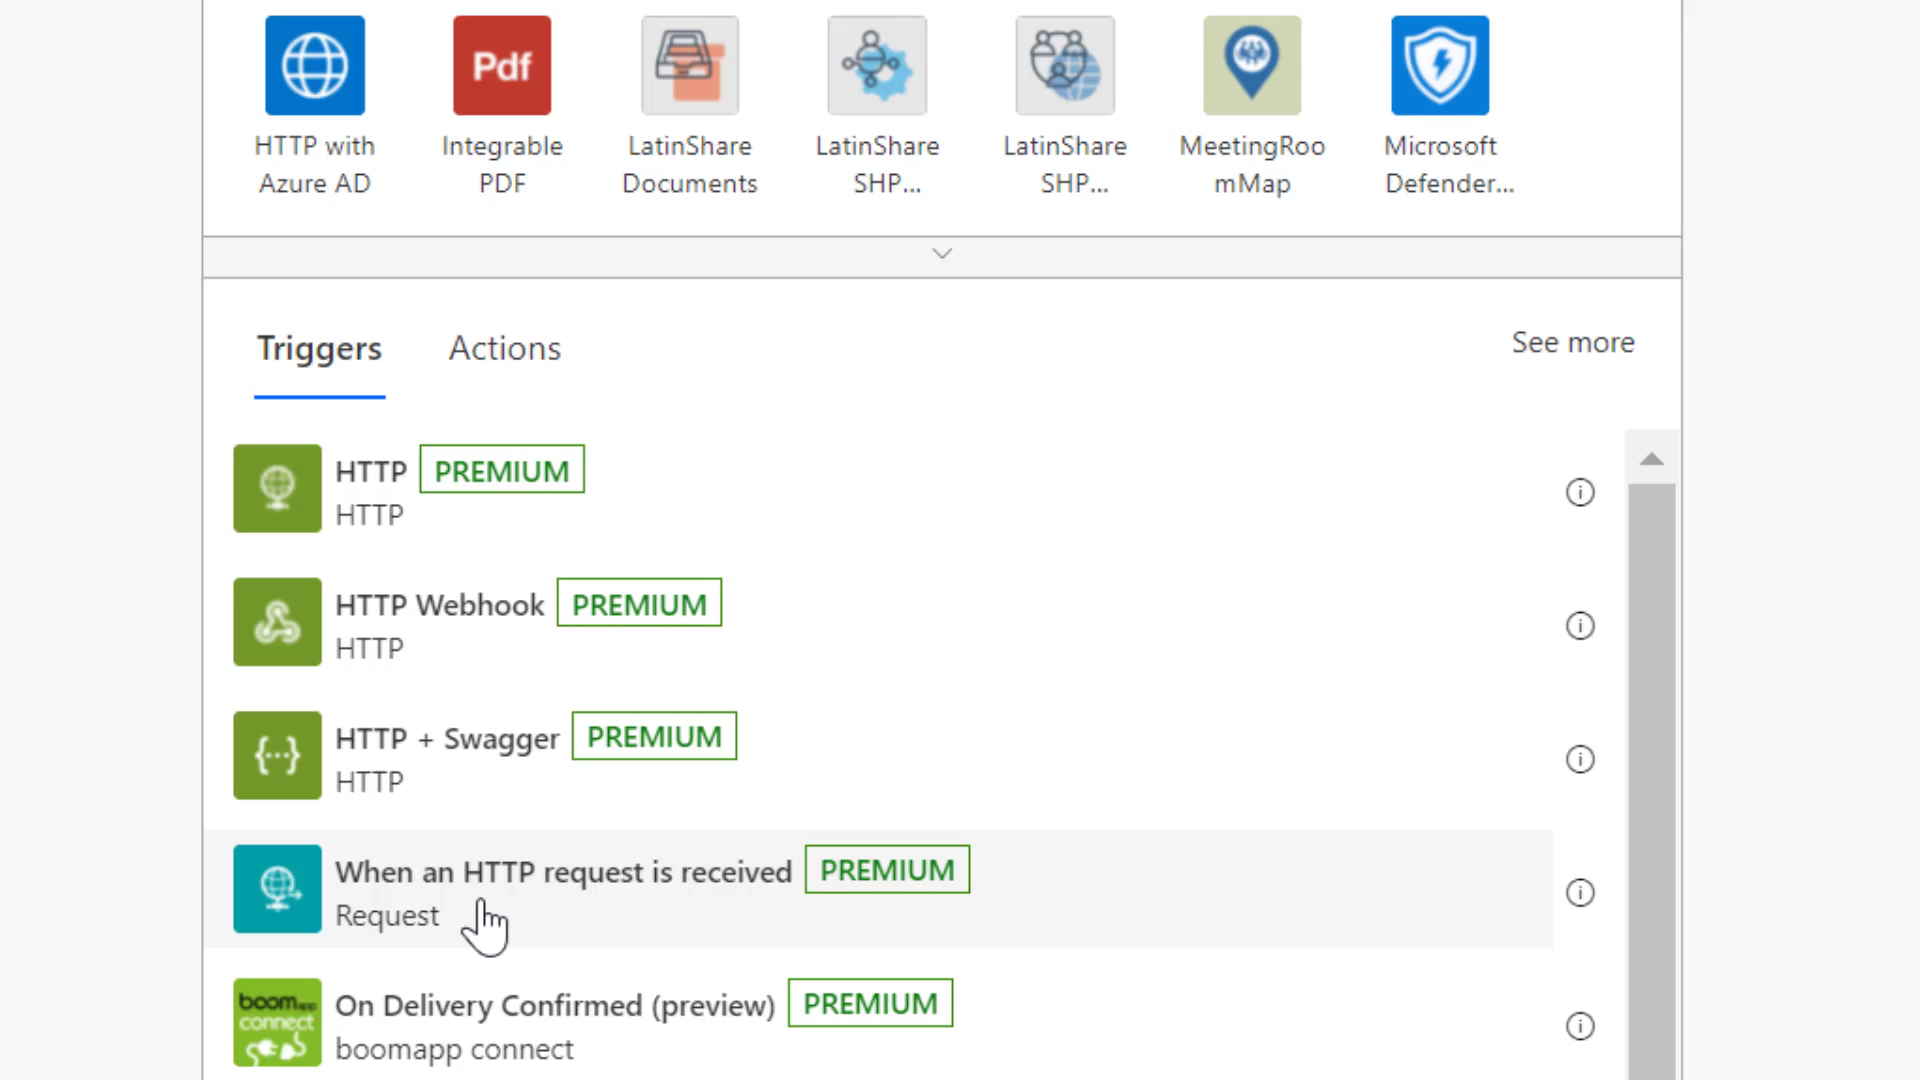 Pdf
HTTP with
Azure AD
Integrable
PDF
LatinShare
Documents
LatinShare
SHP...
LatinShare
SHP...
MeetingRoo
mMap
Microsoft
Defender...
Triggers
Actions
See more
HTTP PREMIUM
HTTP
HTTP Webhook PREMIUM
HTTP
HTTP + Swagger PREMIUM
HTTP
When an HTTP request is received PREMIUM
Request
boomapp
connect
On Delivery Confirmed (preview) PREMIUM
boomapp connect